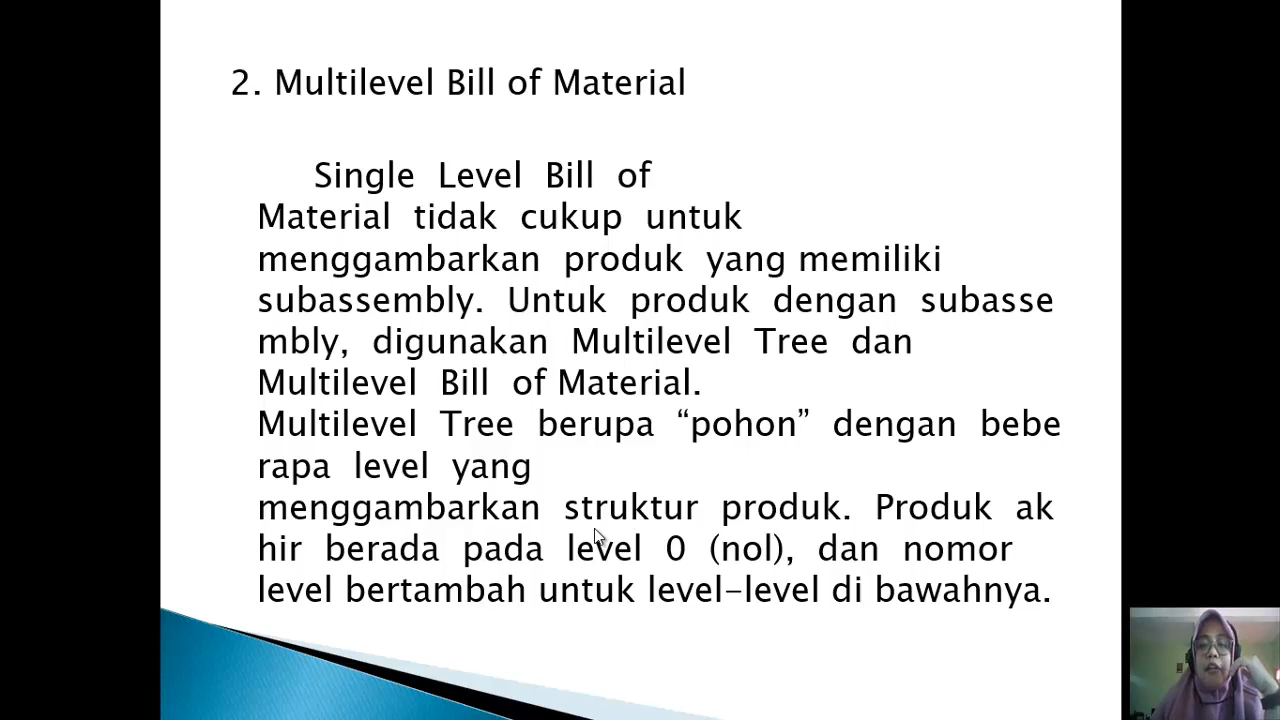 2. Multilevel Bill of Material
Single Level Bill of
Material tidak cukup untuk
menggambarkan produk yang memiliki
subassembly. Untuk produk dengan subasse
mbly, digunakan Multilevel Tree dan
Multilevel Bill of Material.
Multilevel Tree berupa “pohon” dengan bebe
rapa level yang
menggambarkan struktur produk. Produk ak
hir berada pada level 0 (nol), dan nomor
level bertambah untuk level-level di bawahnya.